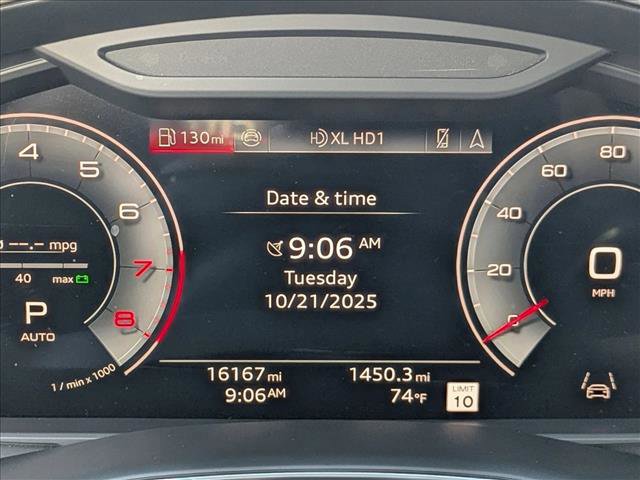 130mi
XL HD1
Date & time
9:06 AM
Tuesday
10/21/2025
16167 mi
1450.3 mi
9:06AM
74°F
LIMIT
10
4
5
6
7
8
--.- mpg
40 max
P
AUTO
1 / min x 1000
80
60
40
20
0
0
MPH